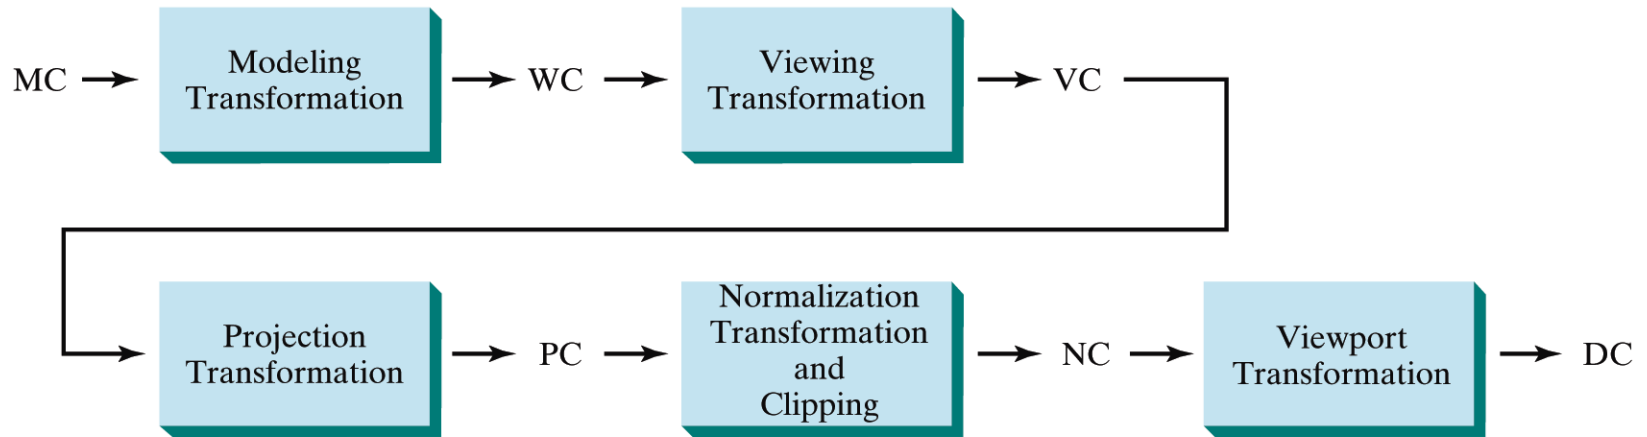 MC
Modeling
Transformation
WC
Viewing
Transformation
VC
Projection
Transformation
PC
Normalization
Transformation
and
Clipping
NC
Viewport
Transformation
DC